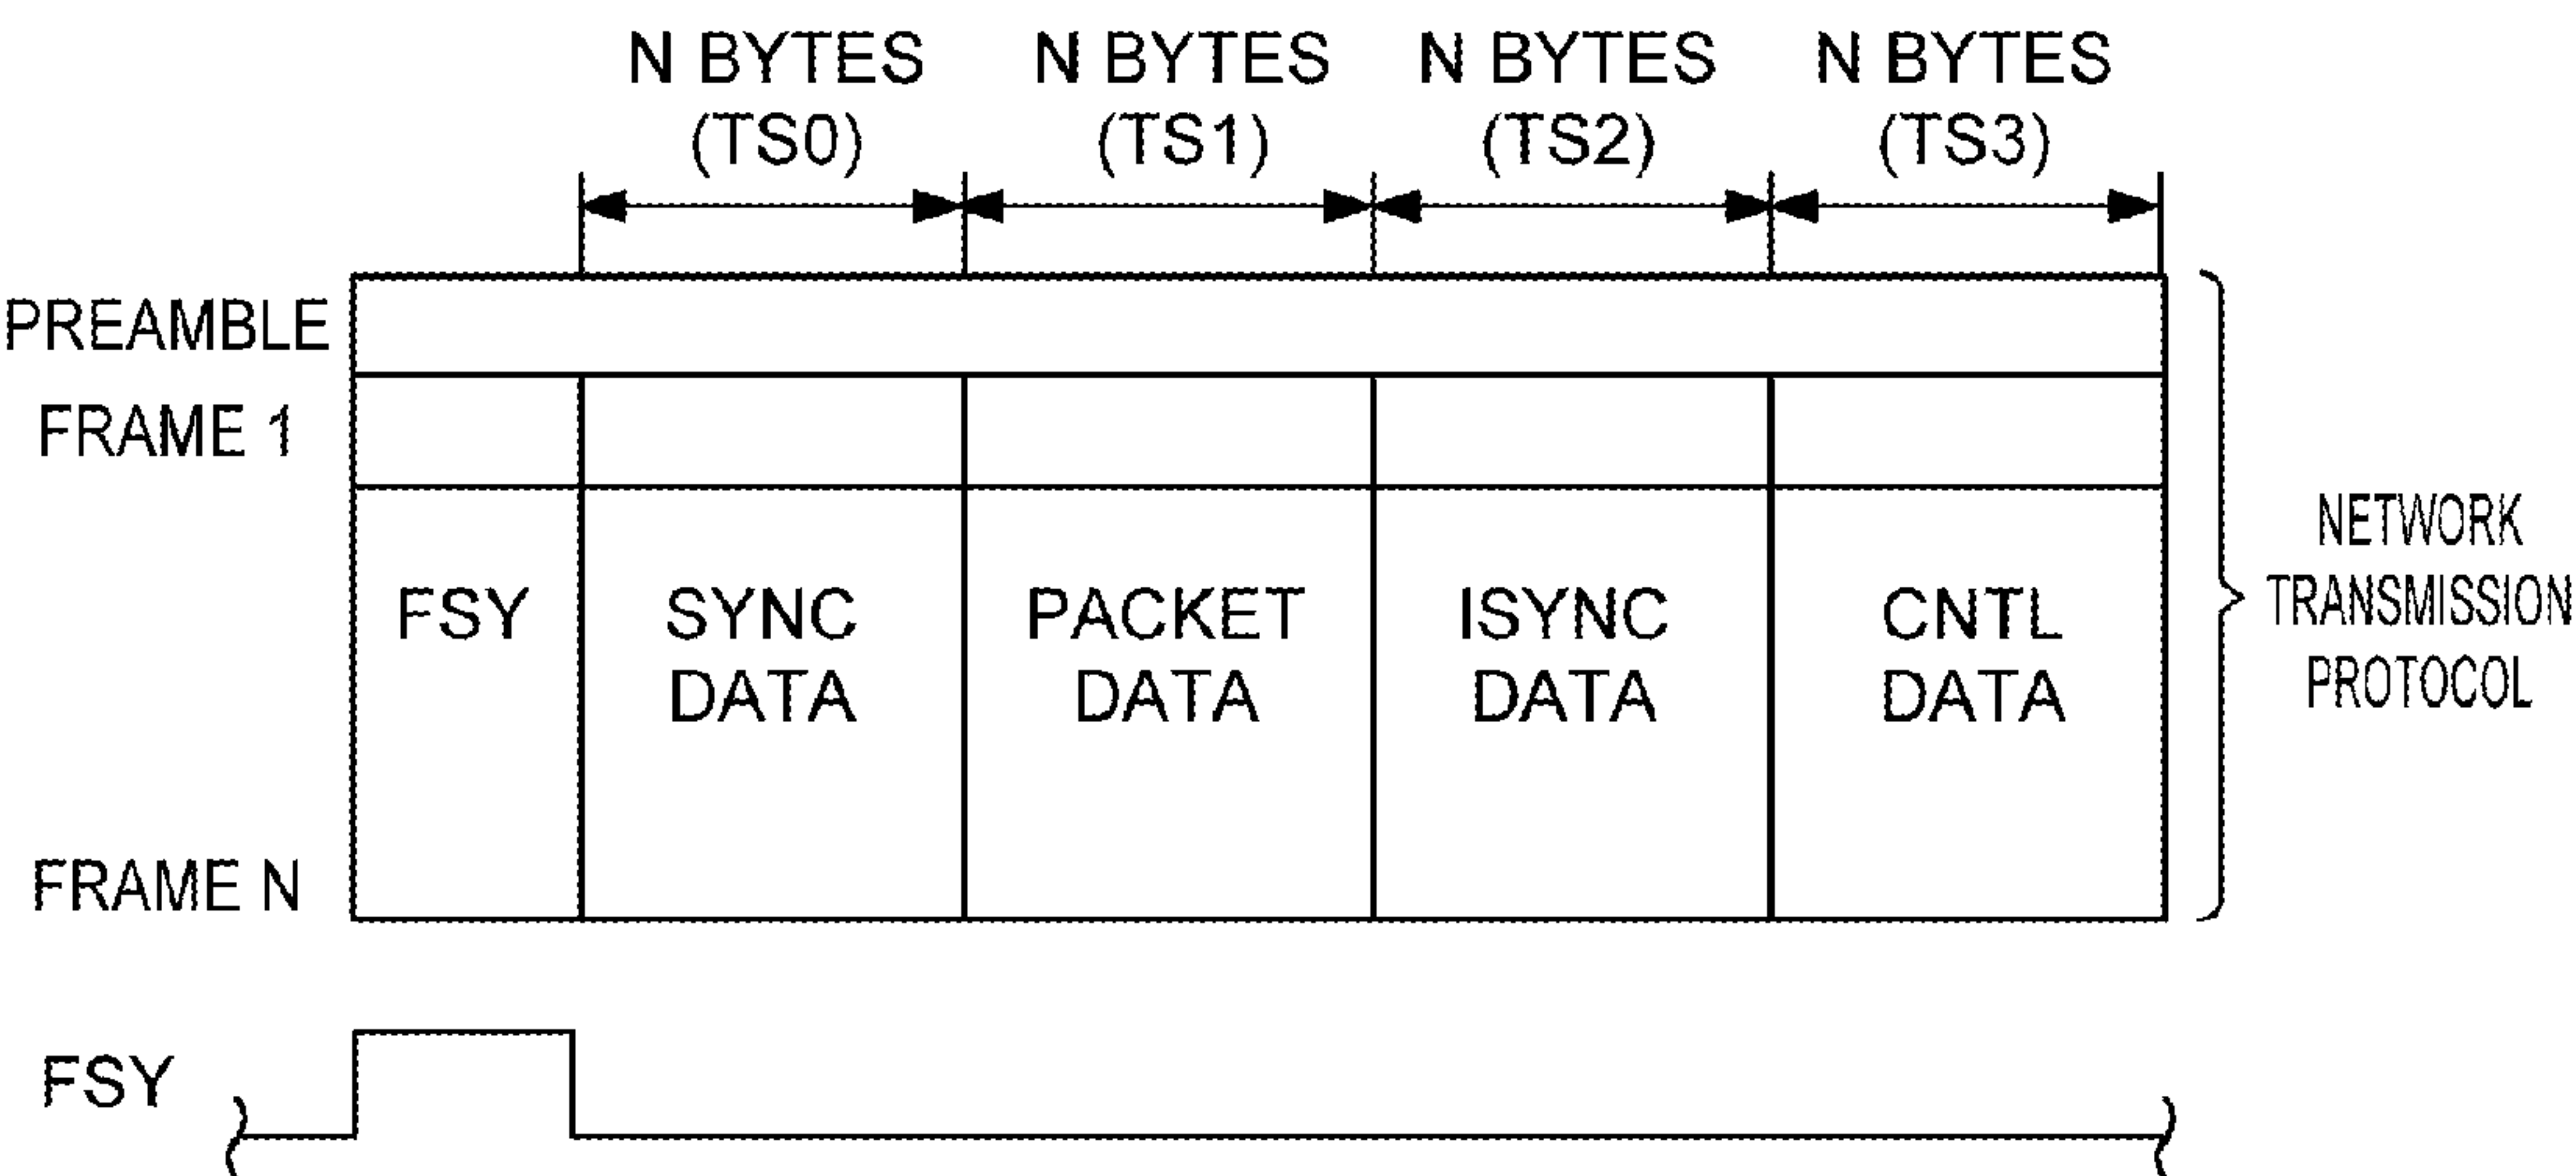 N BYTES N BYTES N BYTES N BYTES
(TS0) (TS1) (TS2) (TS3)
PREAMBLE
FRAME 1
FSY SYNC DATA PACKET DATA ISYNC DATA CNTL DATA
FRAME N
NETWORK
TRANSMISSION
PROTOCOL
FSY